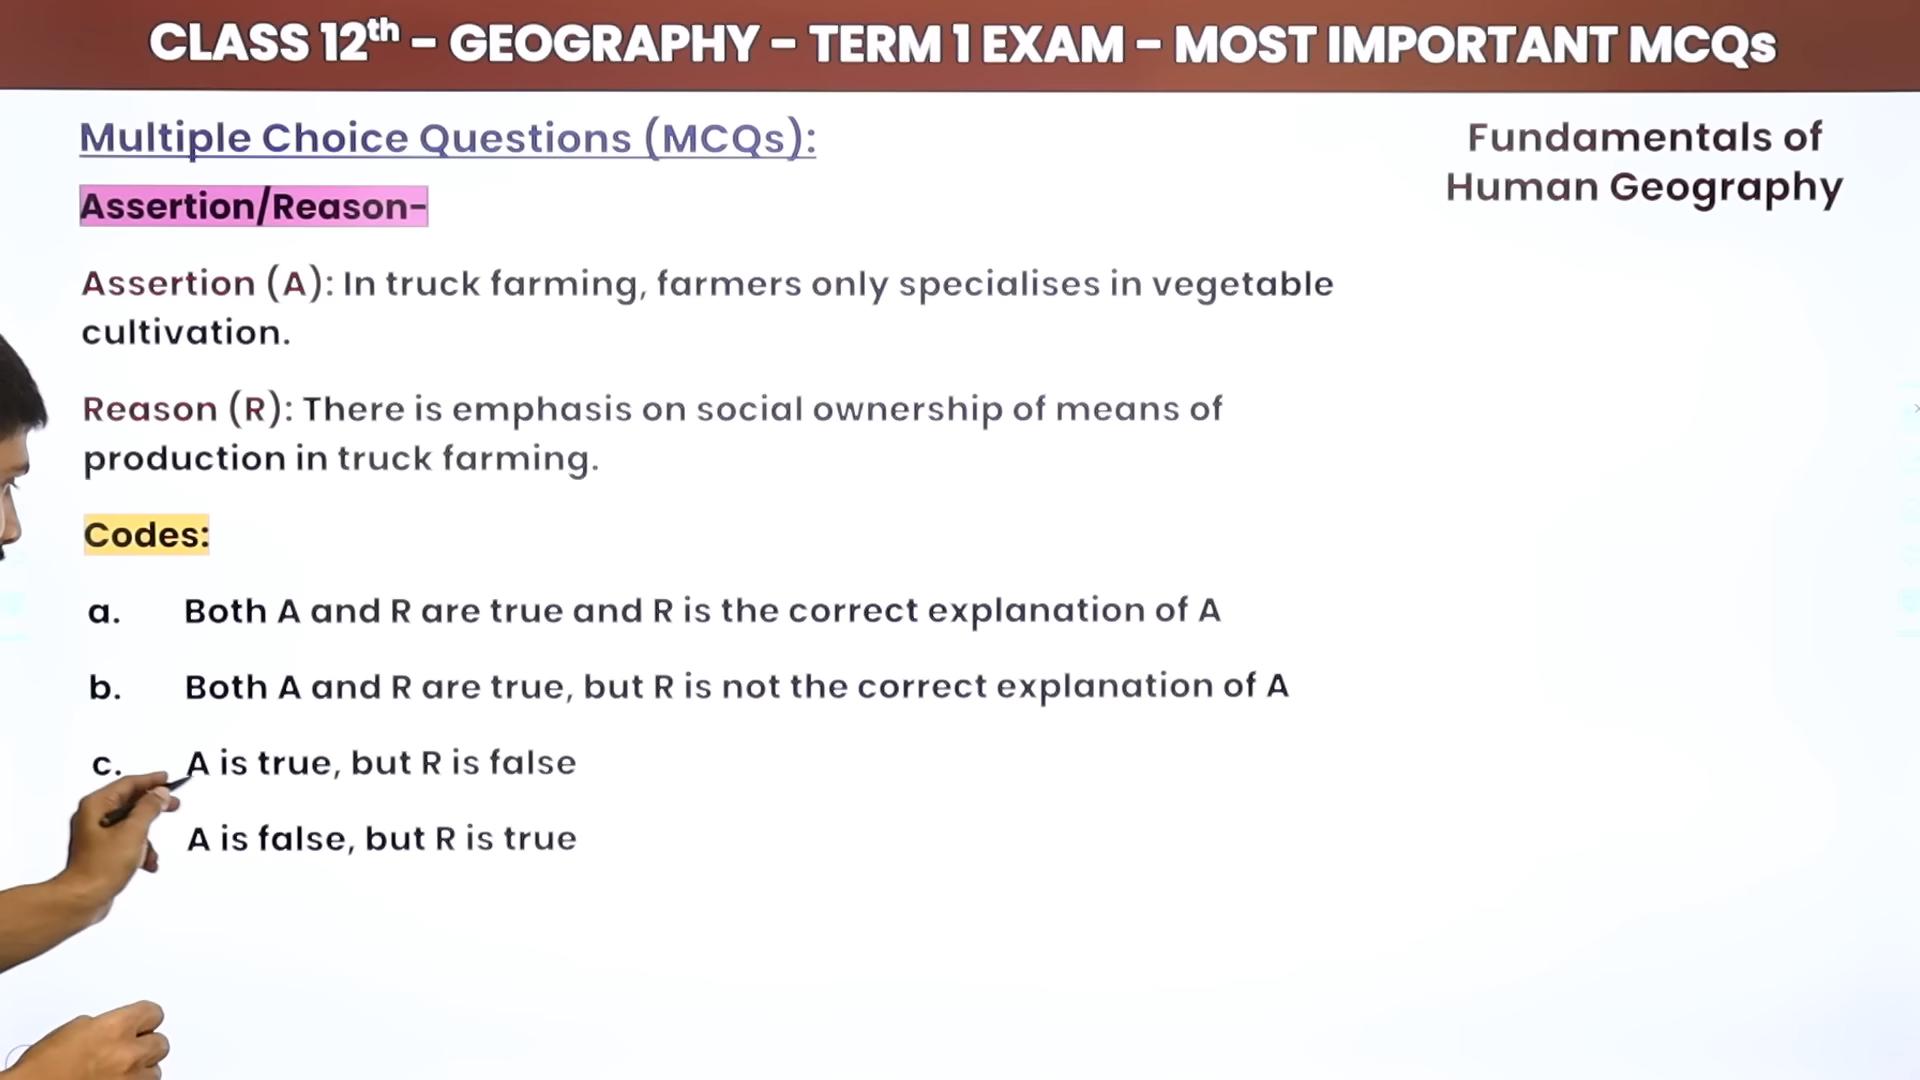 CLASS 12th – GEOGRAPHY – TERM 1 EXAM – MOST IMPORTANT MCQs
Multiple Choice Questions (MCQs):
Fundamentals of
Human Geography
Assertion/Reason-
Assertion (A): In truck farming, farmers only specialises in vegetable
cultivation.
Reason (R): There is emphasis on social ownership of means of
production in truck farming.
Codes:
a. Both A and R are true and R is the correct explanation of A
b. Both A and R are true, but R is not the correct explanation of A
c. A is true, but R is false
A is false, but R is true